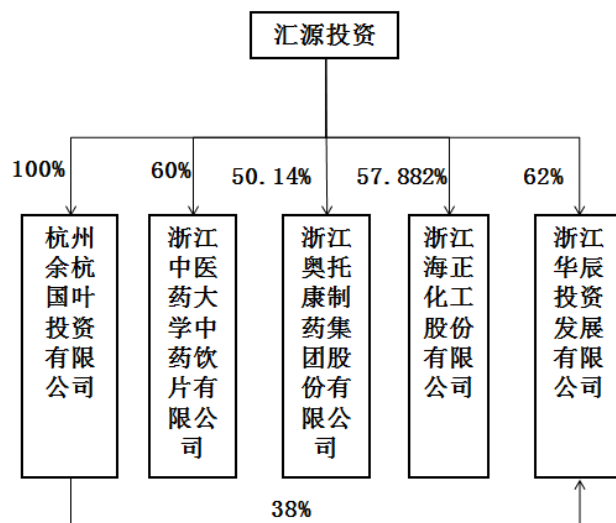 汇源投资
100%
60%
50.14%
57.882%
62%
杭州
余杭
国叶
投资
有限
公司
浙江
中医
药大
学中
药饮
片有
限公
司
浙江
奥托
康制
药集
团股
份有
限公
司
浙江
海正
化工
股份
有限
公司
浙江
华辰
投资
发展
有限
公司
38%